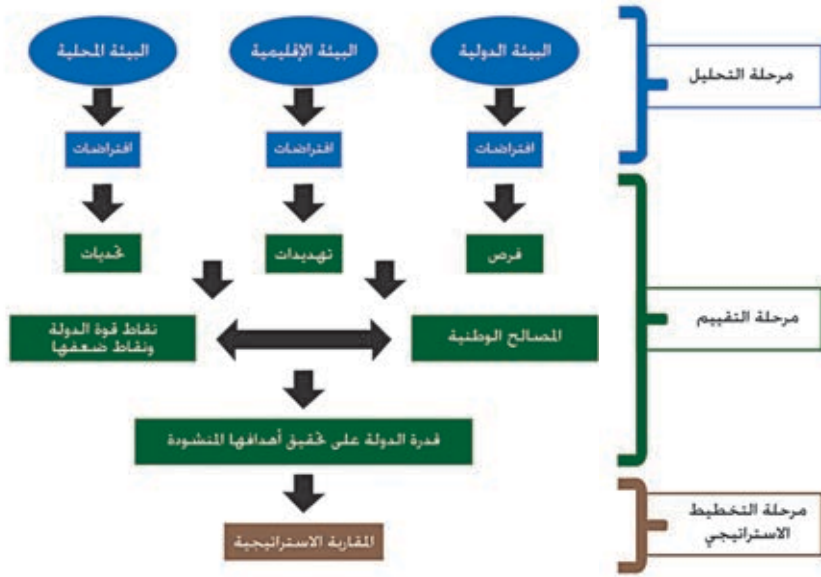 مرحلة التحليل
البيئة الدولية
البيئة الإقليمية
البيئة المحلية
افتراضات
افتراضات
افتراضات
مرحلة التقييم
فرص
تهديدات
تحديات
المصالح الوطنية
نقاط قوة الدولة
ونقاط ضعفها
قدرة الدولة على تحقيق أهدافها المنشودة
مرحلة التخطيط
الاستراتيجي
المقاربة الاستراتيجية